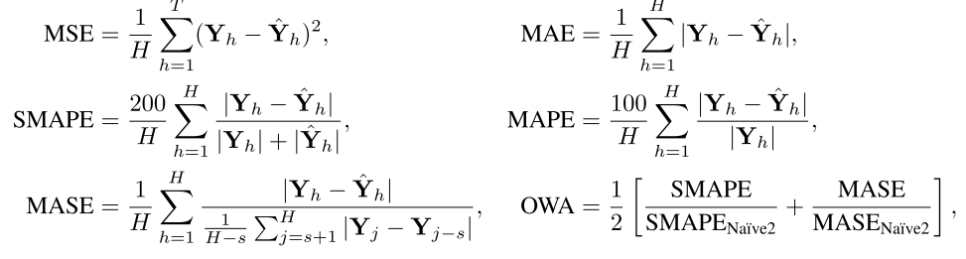 MSE = \frac{1}{H} \sum_{h=1}^{T} (\mathbf{Y}_h - \hat{\mathbf{Y}}_h)^2, MAE = \frac{1}{H} \sum_{h=1}^{H} |\mathbf{Y}_h - \hat{\mathbf{Y}}_h|,
SMAPE = \frac{200}{H} \sum_{h=1}^{H} \frac{|\mathbf{Y}_h - \hat{\mathbf{Y}}_h|}{|\mathbf{Y}_h| + |\hat{\mathbf{Y}}_h|}, MAPE = \frac{100}{H} \sum_{h=1}^{H} \frac{|\mathbf{Y}_h - \hat{\mathbf{Y}}_h|}{|\mathbf{Y}_h|},
MASE = \frac{1}{H} \sum_{h=1}^{H} \frac{|\mathbf{Y}_h - \hat{\mathbf{Y}}_h|}{\frac{1}{H-s} \sum_{j=s+1}^{H} |\mathbf{Y}_j - \mathbf{Y}_{j-s}|}, OWA = \frac{1}{2} \left[ \frac{SMAPE}{SMAPE_{Naïve2}} + \frac{MASE}{MASE_{Naïve2}} \right],